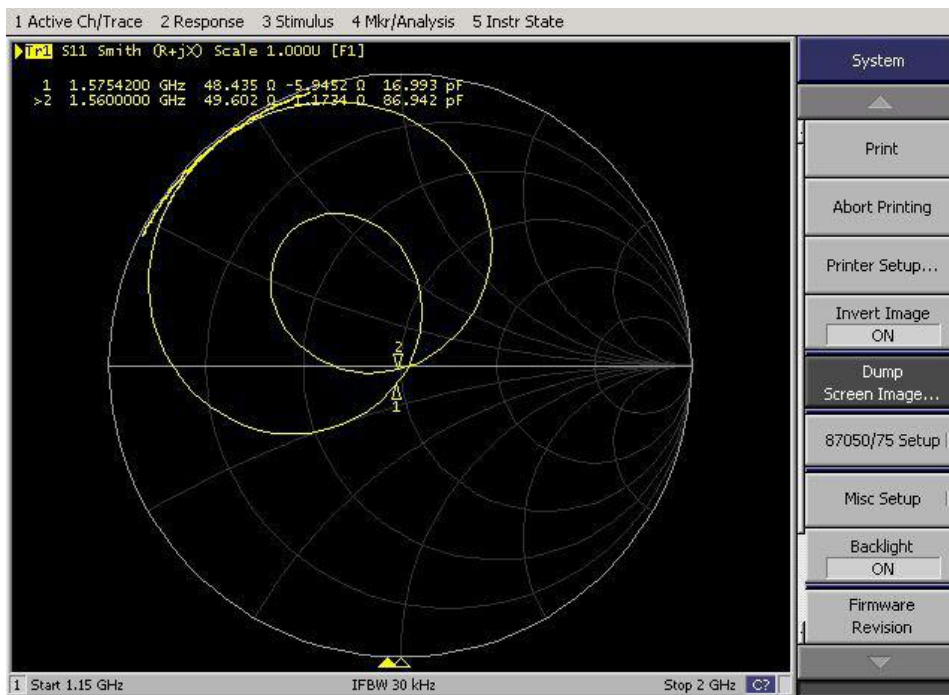 1 Active Ch/Trace 2 Response 3 Stimulus 4 Mkr/Analysis 5 Instr State
Tr1 S11 Smith (R+jX) Scale 1.000U [F1]
1 1.5754200 GHz 48.435 Ω -5.9452 Ω 16.993 pF
>2 1.5600000 GHz 49.602 Ω -1.1734 Ω 86.942 pF
2
1
System
Print
Abort Printing
Printer Setup...
Invert Image
ON
Dump
Screen Image...
87050/75 Setup
Misc Setup
Backlight
ON
Firmware
Revision
1 Start 1.15 GHz IFBW 30 kHz Stop 2 GHz C?